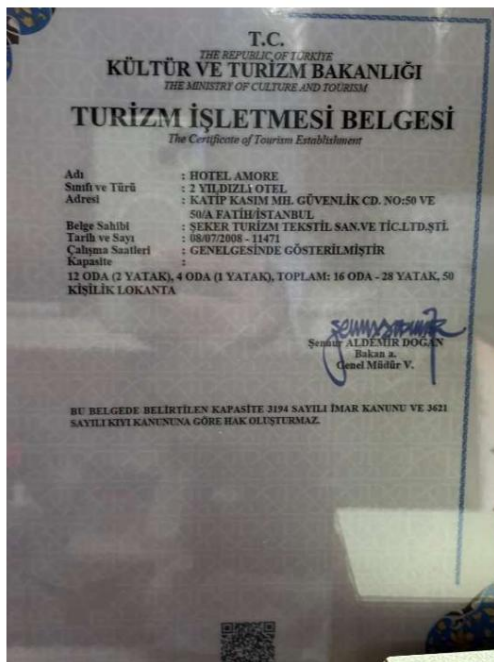 T.C.
THE REPUBLIC OF TÜRKİYE
KÜLTÜR VE TURİZM BAKANLIĞI
THE MINISTRY OF CULTURE AND TOURISM
TURİZM İŞLETMESİ BELGESİ
The Certificate of Tourism Establishment
Adı : HOTEL AMORE
Sınıfı ve Türü : 2 YILDIZLI OTEL
Adresi : KATİP KASIM MH. GÜVENLİK CD. NO:50 VE
50/A FATİH/İSTANBUL
Belge Sahibi : ŞEKER TURİZM TEKSTİL SAN.VE TİC.LTD.ŞTİ.
Tarih ve Sayı : 08/07/2008 - 11471
Çalışma Saatleri : GENELGESİNDE GÖSTERİLMİŞTİR
Kapasite :
12 ODA (2 YATAK), 4 ODA (1 YATAK), TOPLAM: 16 ODA - 28 YATAK, 50
KİŞİLİK LOKANTA
Şennur ALDEMİR DOĞAN
Bakan a.
Genel Müdür V.
BU BELGEDE BELİRTİLEN KAPASİTE 3194 SAYILI İMAR KANUNU VE 3621
SAYILI KIYI KANUNUNA GÖRE HAK OLUŞTURMAZ.